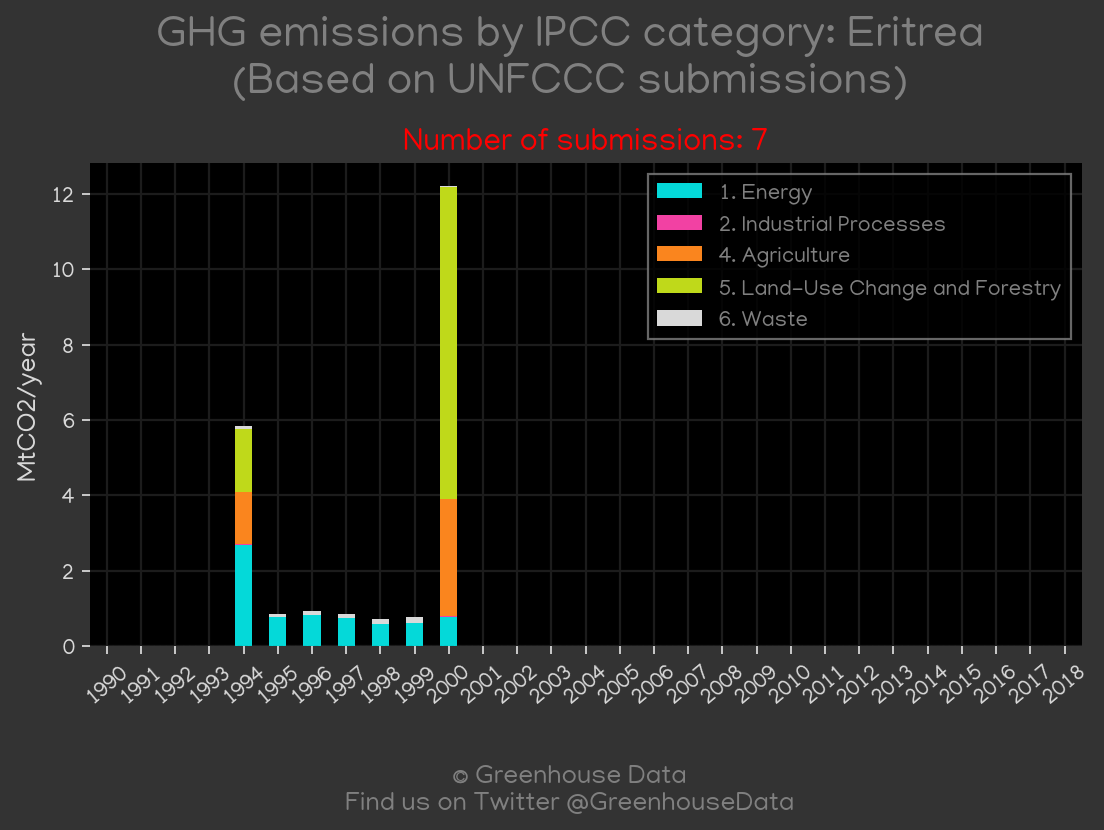 GHG emissions by IPCC category: Eritrea
(Based on UNFCCC submissions)
Number of submissions: 7
1. Energy
2. Industrial Processes
4. Agriculture
5. Land-Use Change and Forestry
6. Waste
MtCO2/year
12
10
8
6
4
2
0
1990 1991 1992 1993 1994 1995 1996 1997 1998 1999 2000 2001 2002 2003 2004 2005 2006 2007 2008 2009 2010 2011 2012 2013 2014 2015 2016 2017 2018
© Greenhouse Data
Find us on Twitter @GreenhouseData